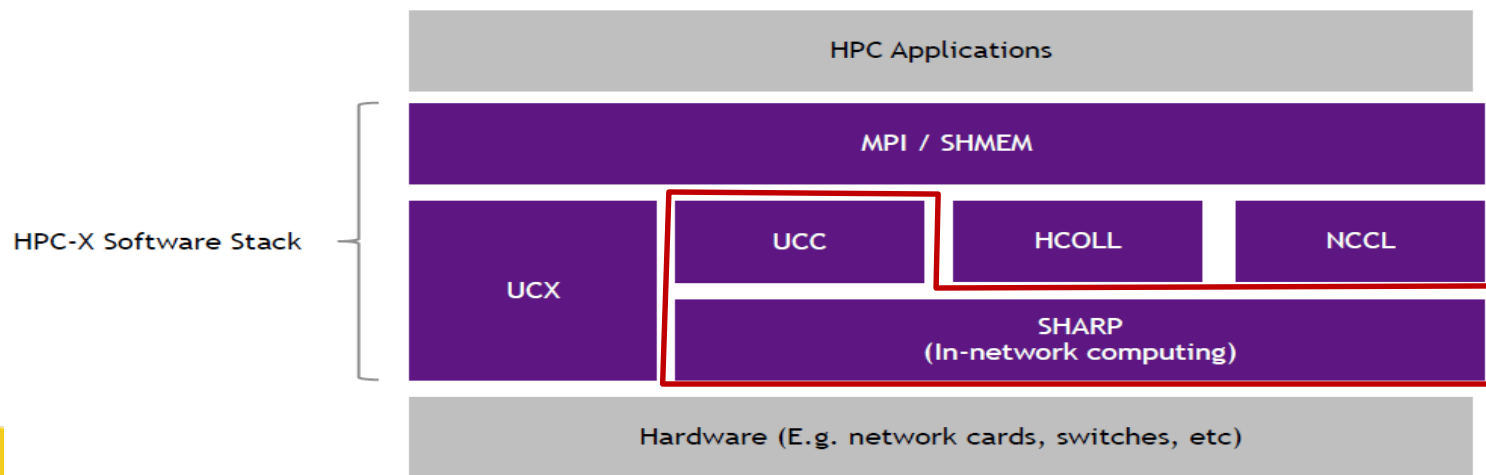 HPC Applications
MPI / SHMEM
HPC-X Software Stack
UCX
UCC
HCOLL
NCCL
SHARP
(In-network computing)
Hardware (E.g. network cards, switches, etc)